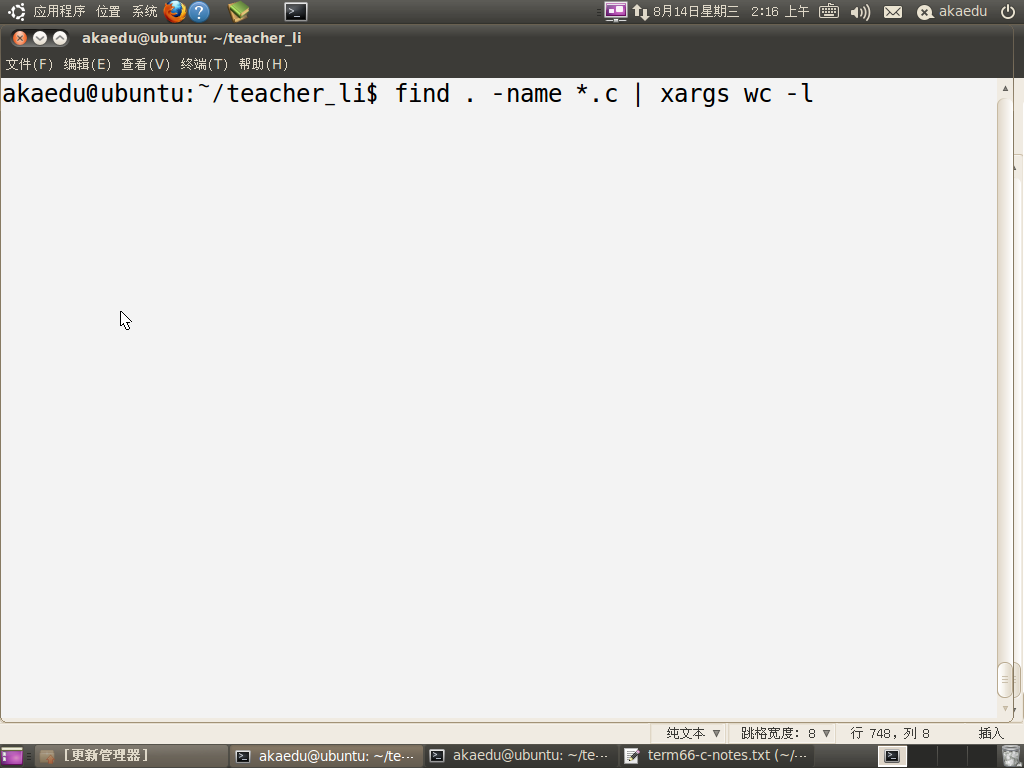 应用程序 位置 系统 8月14日星期三 2:16 上午 akaedu
akaedu@ubuntu: ~/teacher_li
文件(F) 编辑(E) 查看(V) 终端(T) 帮助(H)
akaedu@ubuntu:~/teacher_li$ find . -name *.c | xargs wc -l
纯文本 跳格宽度: 8 行 748, 列 8 插入
[更新管理器] akaedu@ubuntu: ~/te··· akaedu@ubuntu: ~/te··· term66-c-notes.txt (~/···